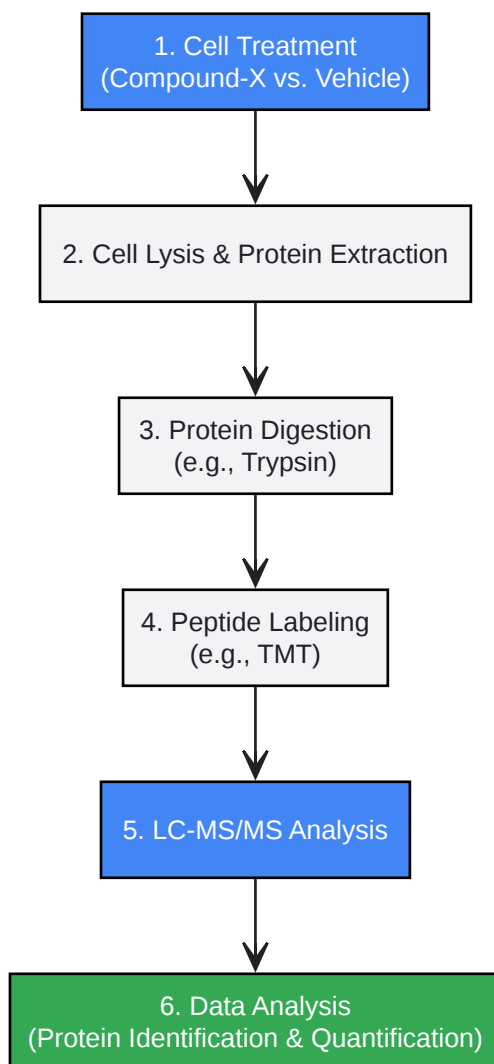 1. Cell Treatment
(Compound-X vs. Vehicle)
2. Cell Lysis & Protein Extraction
3. Protein Digestion
(e.g., Trypsin)
4. Peptide Labeling
(e.g., TMT)
5. LC-MS/MS Analysis
6. Data Analysis
(Protein Identification & Quantification)